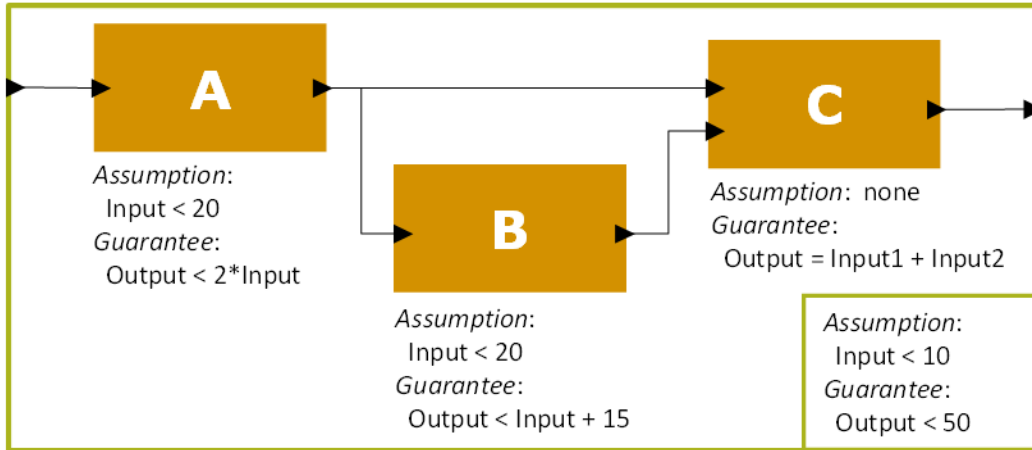 A
Assumption:
Input < 20
Guarantee:
Output < 2*Input
B
Assumption:
Input < 20
Guarantee:
Output < Input + 15
C
Assumption: none
Guarantee:
Output = Input1 + Input2
Assumption:
Input < 10
Guarantee:
Output < 50